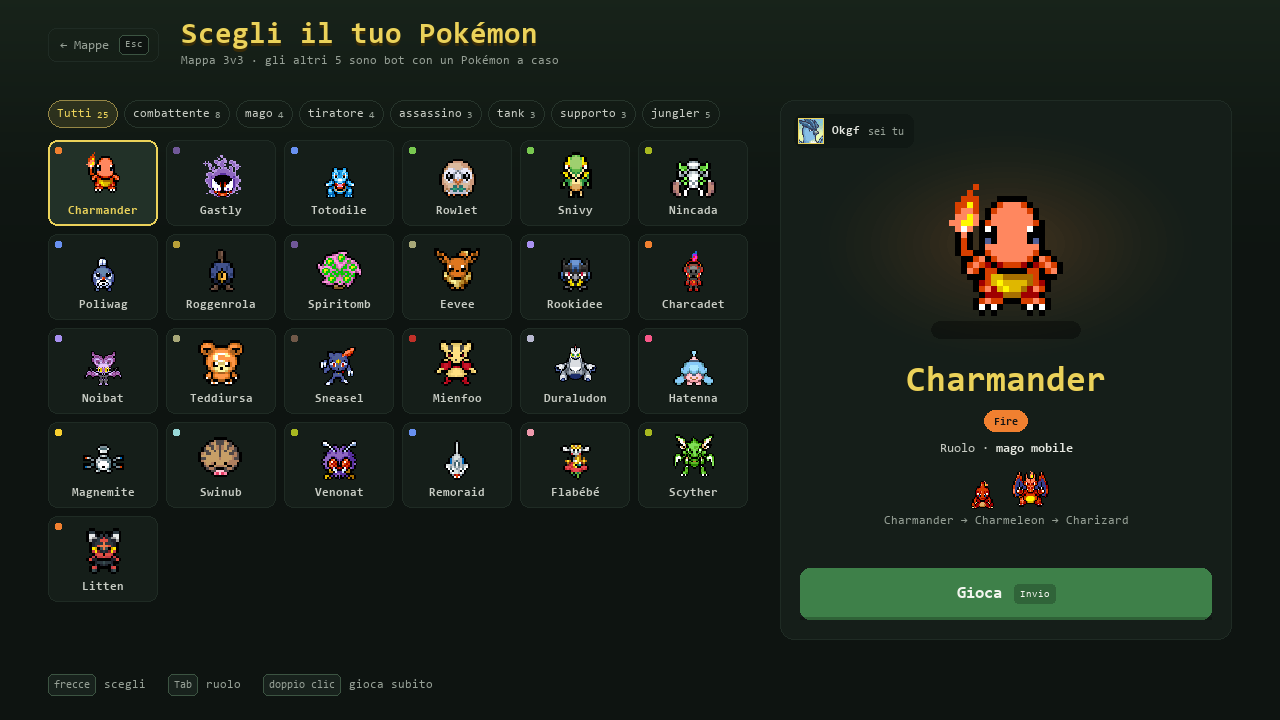 ← Mappe Esc
Scegli il tuo Pokémon
Mappa 3v3 · gli altri 5 sono bot con un Pokémon a caso
Tutti 25 combattente 8 mago 4 tiratore 4 assassino 3 tank 3 supporto 3 jungler 5
Charmander Gastly Totodile Rowlet Snivy Nincada
Poliwag Roggenrola Spiritomb Eevee Rookidee Charcadet
Noibat Teddiursa Sneasel Mienfoo Duraludon Hatenna
Magnemite Swinub Venonat Remoraid Flabébé Scyther
Litten
Okgf sei tu
Charmander
Fire
Ruolo · mago mobile
Charmander → Charmeleon → Charizard
Gioca Invio
frecce scegli Tab ruolo doppio clic gioca subito